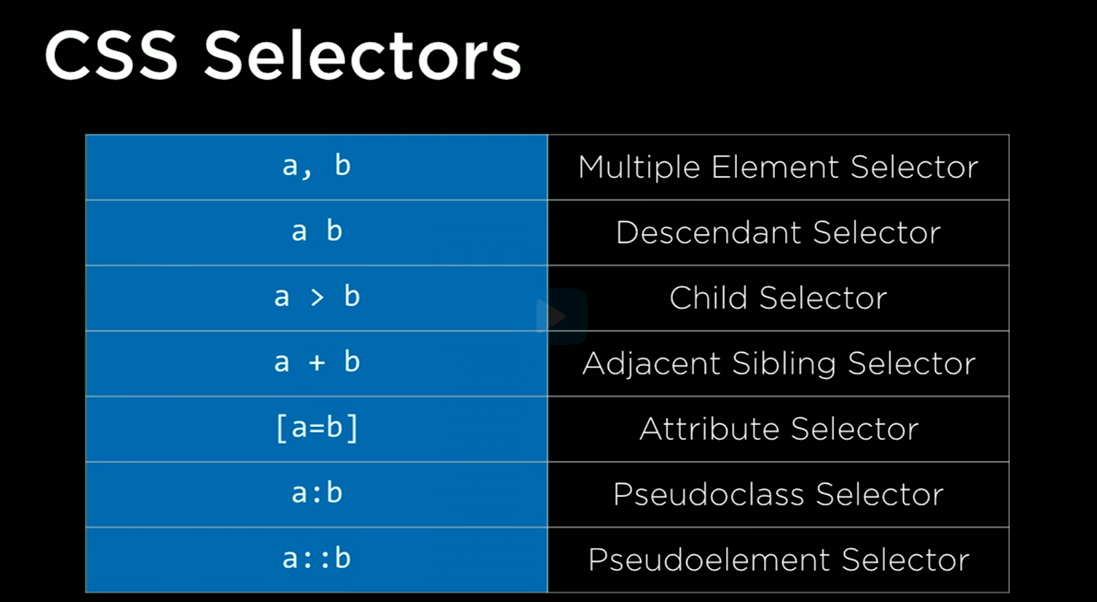 CSS Selectors
a, b Multiple Element Selector
a b Descendant Selector
a > b Child Selector
a + b Adjacent Sibling Selector
[a=b] Attribute Selector
a:b Pseudoclass Selector
a::b Pseudoelement Selector